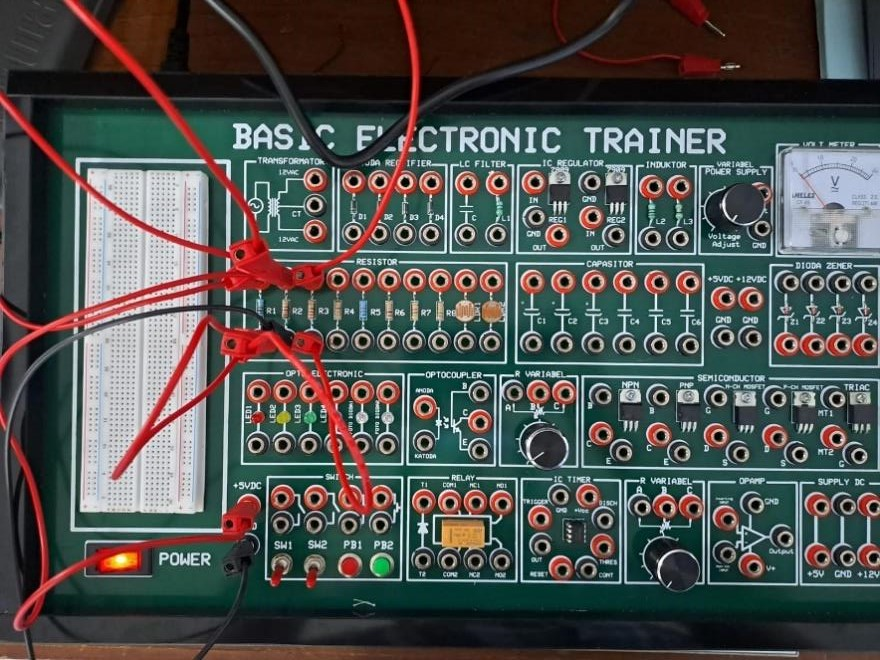 BASIC ELECTRONIC TRAINER
TRANSFORMATOR
DIODA RECTIFIER
LC FILTER
IC REGULATOR
INDUKTOR
VARIABEL
POWER SUPPLY
VOLT METER
12VAC
CT
12VAC
D1
D2
D3
D4
C
L1
IN
GND
OUT
REG1
GND
IN
OUT
REG2
L2
L3
Voltage
Adjust
GND
V
RESISTOR
R1
R2
R3
R4
R5
R6
R7
CAPASITOR
C1
C2
C3
C4
C5
C6
+5VDC
+12VDC
GND
GND
DIODA ZENER
Z1
Z2
Z3
Z4
OPTO ELECTRONIC
LED1
LED2
LED3
LED4
OPTOCOUPLER
ANODA
KATODA
B
C
E
R VARIABEL
A
B
C
SEMICONDUCTOR
NPN
PNP
N-CH MOSFET
P-CH MOSFET
TRIAC
B
C
E
B
C
E
G
D
S
G
D
S
MT1
MT2
G
+5VDC
POWER
SWITCH
SW1
SW2
PB1
PB2
RELAY
T1
COM1
NC1
NO1
T2
COM2
NC2
NO2
IC TIMER
TRIGGER
GND
+Vcc
DISCH
OUT
THRES
RESET
CONT
R VARIABEL
A
B
C
OPAMP
GND
Output
V+
SUPPLY DC
+5V
GND
+12V